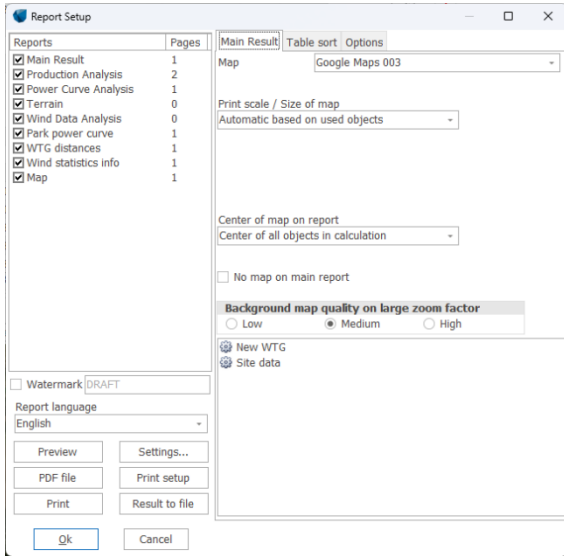 Report Setup
Reports Pages
Main Result 1
Production Analysis 2
Power Curve Analysis 1
Terrain 0
Wind Data Analysis 0
Park power curve 1
WTG distances 1
Wind statistics info 1
Map 1
Watermark DRAFT
Report language
English
Preview Settings...
PDF file Print setup
Print Result to file
Ok Cancel
Main Result Table sort Options
Map Google Maps 003
Print scale / Size of map
Automatic based on used objects
Center of map on report
Center of all objects in calculation
No map on main report
Background map quality on large zoom factor
Low Medium High
New WTG
Site data